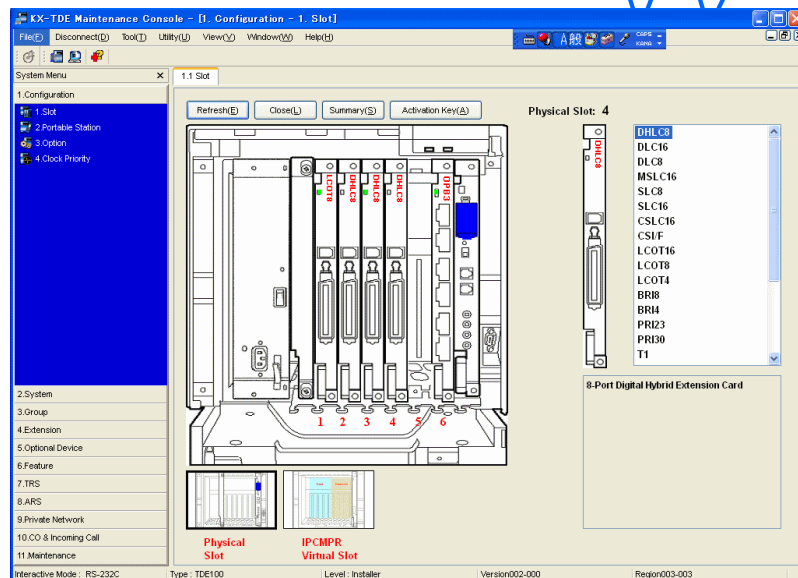 KX-TDE Maintenance Console - [1. Configuration - 1. Slot]
File(F) Disconnect(D) Tool(T) Utility(U) View(V) Window(W) Help(H)
A 般 CAPS KANA
System Menu
1.1 Slot
1.Configuration
1.Slot
2.Portable Station
3.Option
4.Clock Priority
2.System
3.Group
4.Extension
5.Optional Device
6.Feature
7.TRS
8.ARS
9.Private Network
10.CO & Incoming Call
11.Maintenance
Refresh(E) Close(L) Summary(S) Activation Key(A)
Physical Slot: 4
LCOT8
DHLC8
DHLC8
DHLC8
OPB3
1 2 3 4 5 6
DHLC8
DHLC8
DLC16
DLC8
MSLC16
SLC8
SLC16
CSLC16
CSI/F
LCOT16
LCOT8
LCOT4
BRI8
BRI4
PRI23
PRI30
T1
8-Port Digital Hybrid Extension Card
Physical
Slot
IPCMPR
Virtual Slot
Interactive Mode : RS-232C Type : TDE100 Level : Installer Version002-000 Region003-003